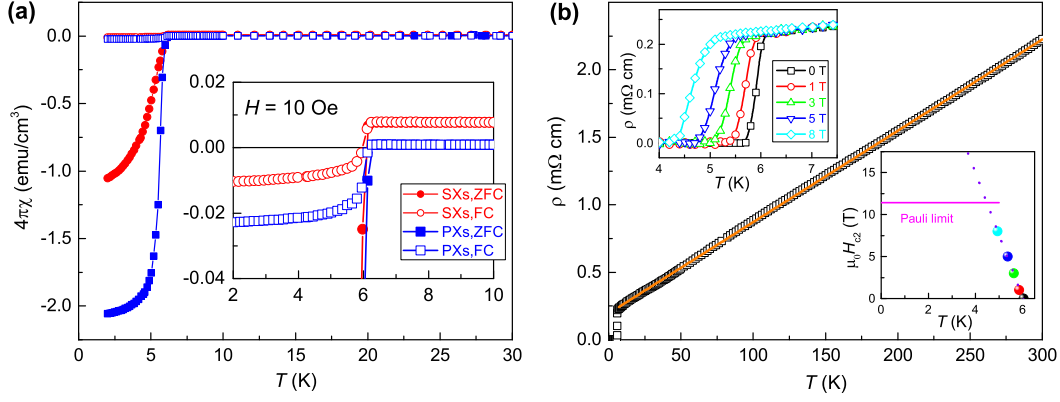 (a)
0.0
-0.5
-1.0
-1.5
-2.0
4πχ (emu/cm³)
0 5 10 15 20 25 30
T (K)
H = 10 Oe
0.02
0.00
-0.02
-0.04
2 4 6 8 10
SXs,ZFC
SXs,FC
PXs,ZFC
PXs,FC
(b)
2.5
2.0
1.5
1.0
0.5
0.0
ρ (mΩ cm)
0 50 100 150 200 250 300
T (K)
0.2
0.1
0.0
ρ (mΩ cm)
4 5 6 7
T (K)
0 T
1 T
3 T
5 T
8 T
15
10
5
0
μ₀Hc2 (T)
Pauli limit
0 2 4 6
T (K)